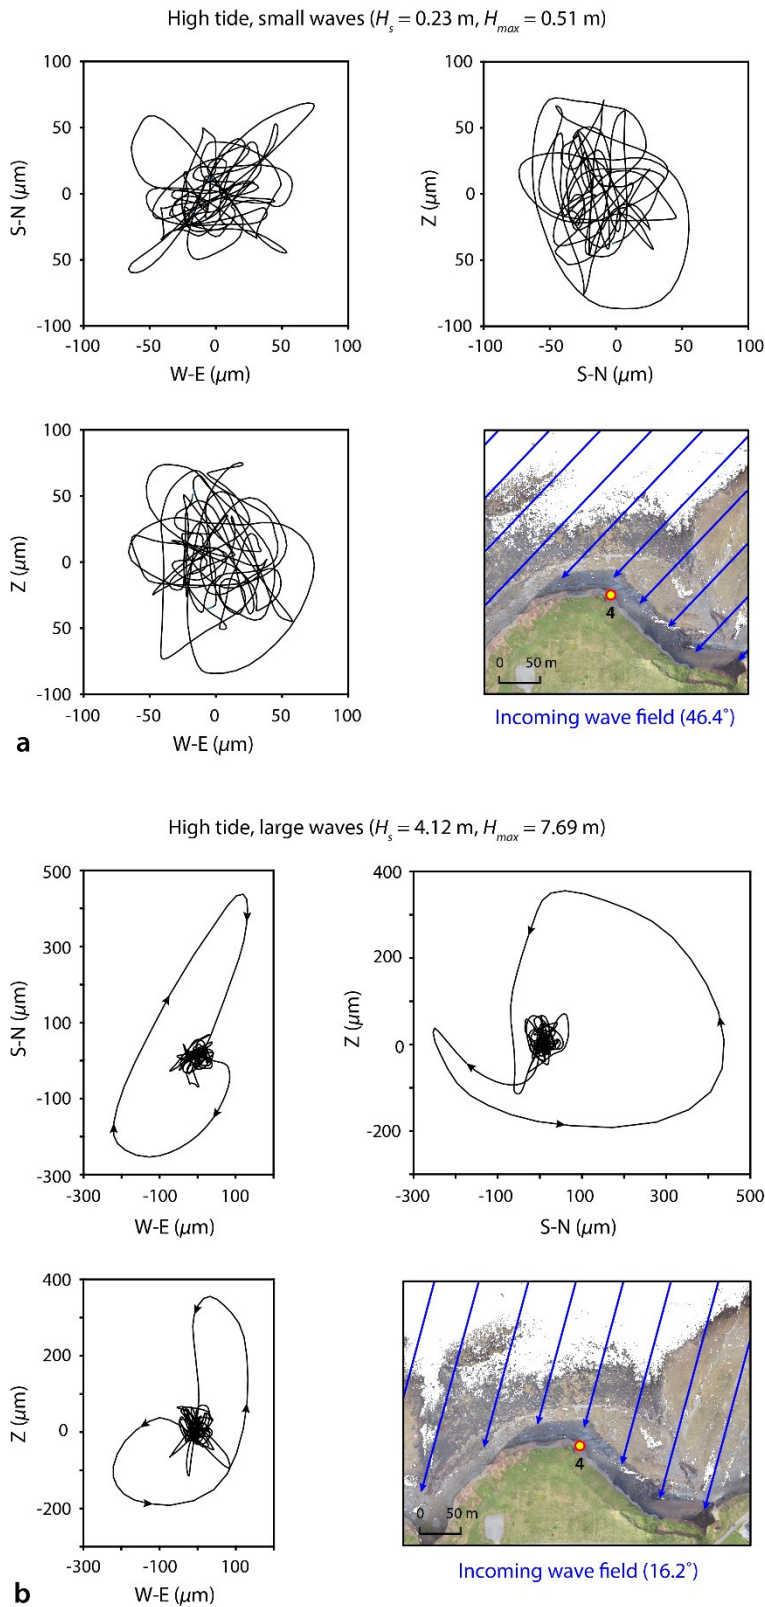 High tide, small waves (Hs = 0.23 m, Hmax = 0.51 m)
100
50
0
50
-100
S-N (µm)
-100 -50 0 50 100
W-E (µm)
100
50
0
50
-100
Z (µm)
-100 -50 0 50 100
S-N (µm)
100
50
0
50
-100
Z (µm)
-100 -50 0 50 100
W-E (µm)
4
0 50 m
Incoming wave field (46.4˚)
a
High tide, large waves (Hs = 4.12 m, Hmax = 7.69 m)
500
300
100
-100
-300
S-N (µm)
-300 -100 100
W-E (µm)
400
200
0
-200
Z (µm)
-300 -100 100 300 500
S-N (µm)
400
200
0
-200
Z (µm)
-300 -100 100
W-E (µm)
4
0 50 m
Incoming wave field (16.2˚)
b